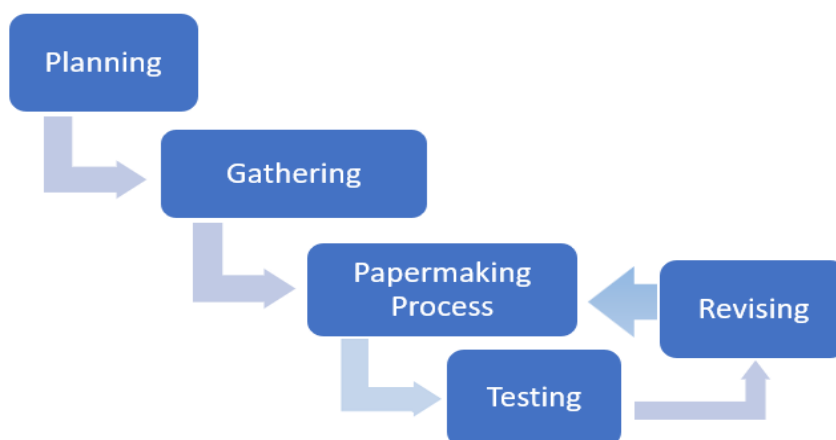 Planning
Gathering
Papermaking
Process
Revising
Testing